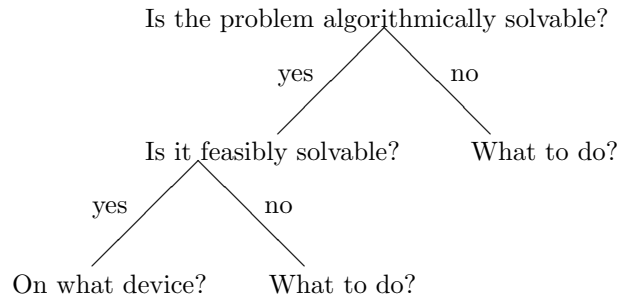 Is the problem algorithmically solvable?
yes
no
Is it feasibly solvable?
What to do?
yes
no
On what device?
What to do?